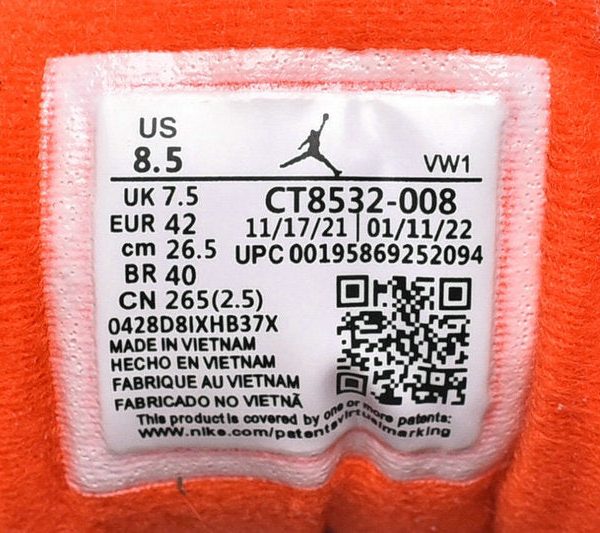 US
8.5
VW1
UK 7.5
EUR 42
cm 26.5
BR 40
CN 265(2.5)
CT8532-008
11/17/21 01/11/22
UPC 00195869252094
0428D8IXHB37X
MADE IN VIETNAM
HECHO EN VIETNAM
FABRIQUE AU VIETNAM
FABRICADO NO VIETNÃ
This product is covered by one or more patents:
www.nike.com/patentsvirtualmarking